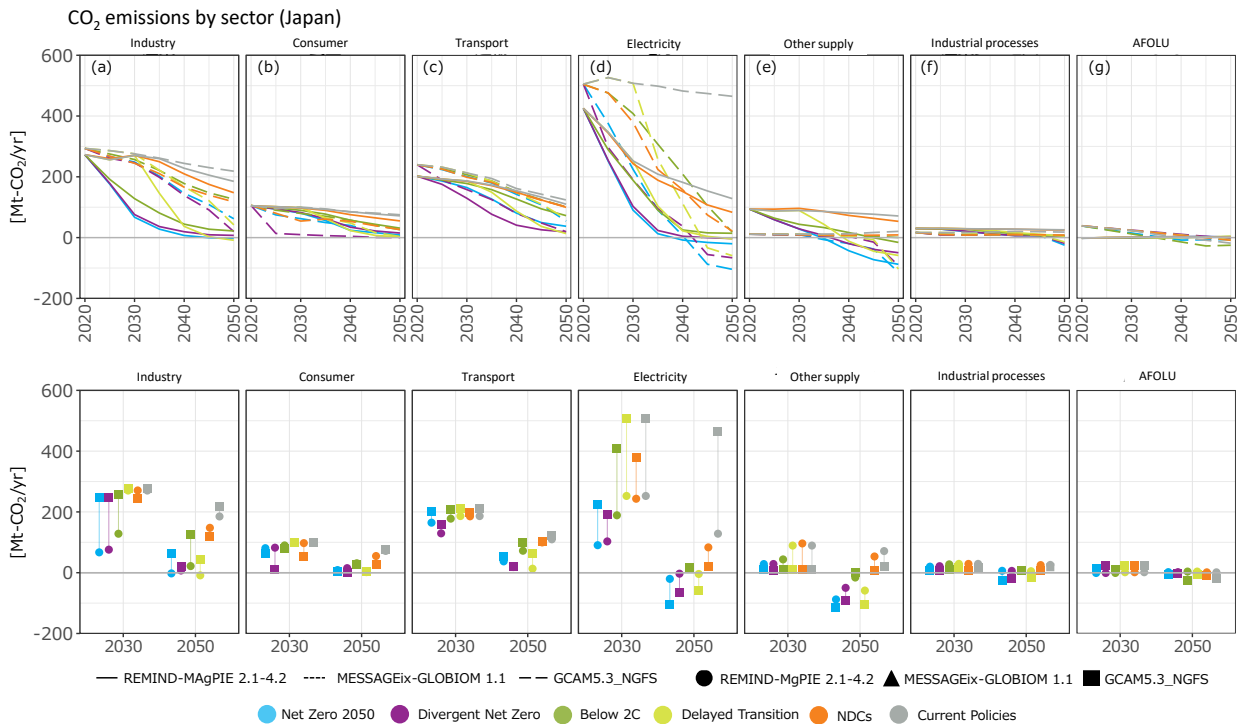 CO2 emissions by sector (Japan)
Industry Consumer Transport Electricity Other supply Industrial processes AFOLU
(a) (b) (c) (d) (e) (f) (g)
[Mt-CO2/yr]
600
400
200
0
-200
2020 2030 2040 2050 2020 2030 2040 2050 2020 2030 2040 2050 2020 2030 2040 2050 2020 2030 2040 2050 2020 2030 2040 2050 2020 2030 2040 2050
Industry Consumer Transport Electricity Other supply Industrial processes AFOLU
[Mt-CO2/yr]
600
400
200
0
-200
2030 2050 2030 2050 2030 2050 2030 2050 2030 2050 2030 2050 2030 2050
REMIND-MAgPIE 2.1-4.2 MESSAGEix-GLOBIOM 1.1 GCAM5.3_NGFS REMIND-MgPIE 2.1-4.2 MESSAGEix-GLOBIOM 1.1 GCAM5.3_NGFS
Net Zero 2050 Divergent Net Zero Below 2C Delayed Transition NDCs Current Policies